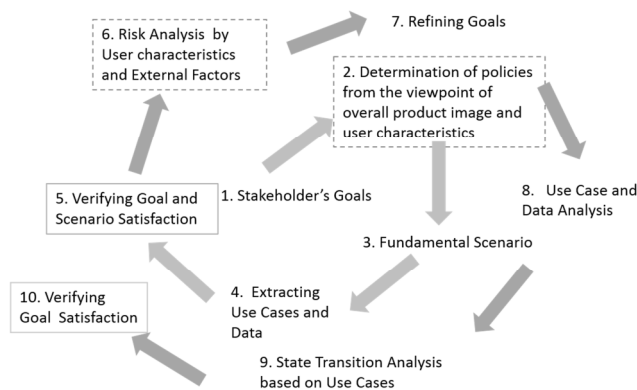 7. Refining Goals
6. Risk Analysis by
User characteristics
and External Factors
2. Determination of policies
from the viewpoint of
overall product image and
user characteristics
5. Verifying Goal and
Scenario Satisfaction
1. Stakeholder's Goals
8. Use Case and
Data Analysis
3. Fundamental Scenario
4. Extracting
Use Cases and
Data
10. Verifying
Goal Satisfaction
9. State Transition Analysis
based on Use Cases